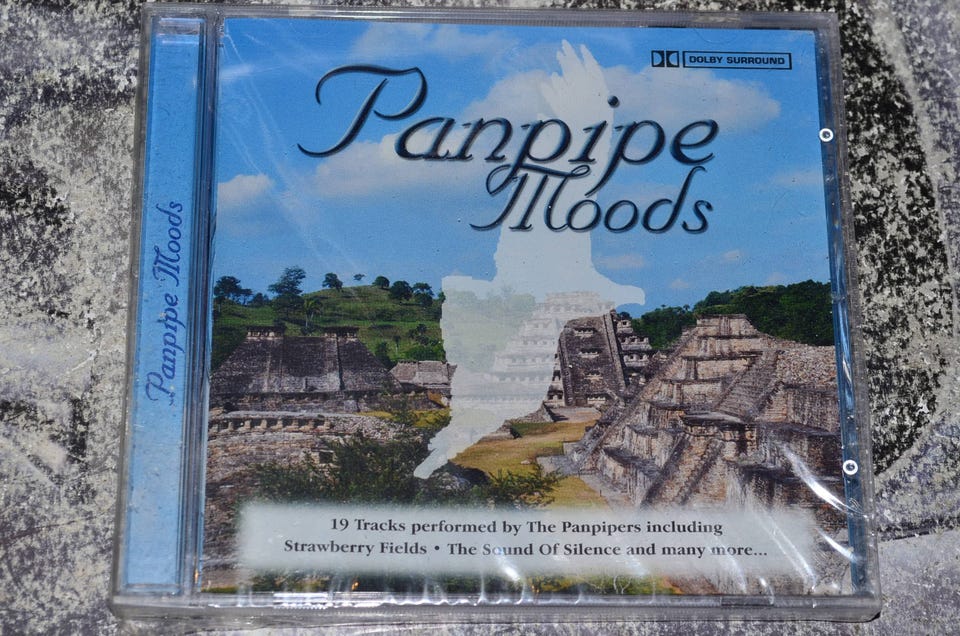 DOLBY SURROUND
Panpipe
Moods
Panpipe Moods
19 Tracks performed by The Panpipers including
Strawberry Fields • The Sound Of Silence and many more...